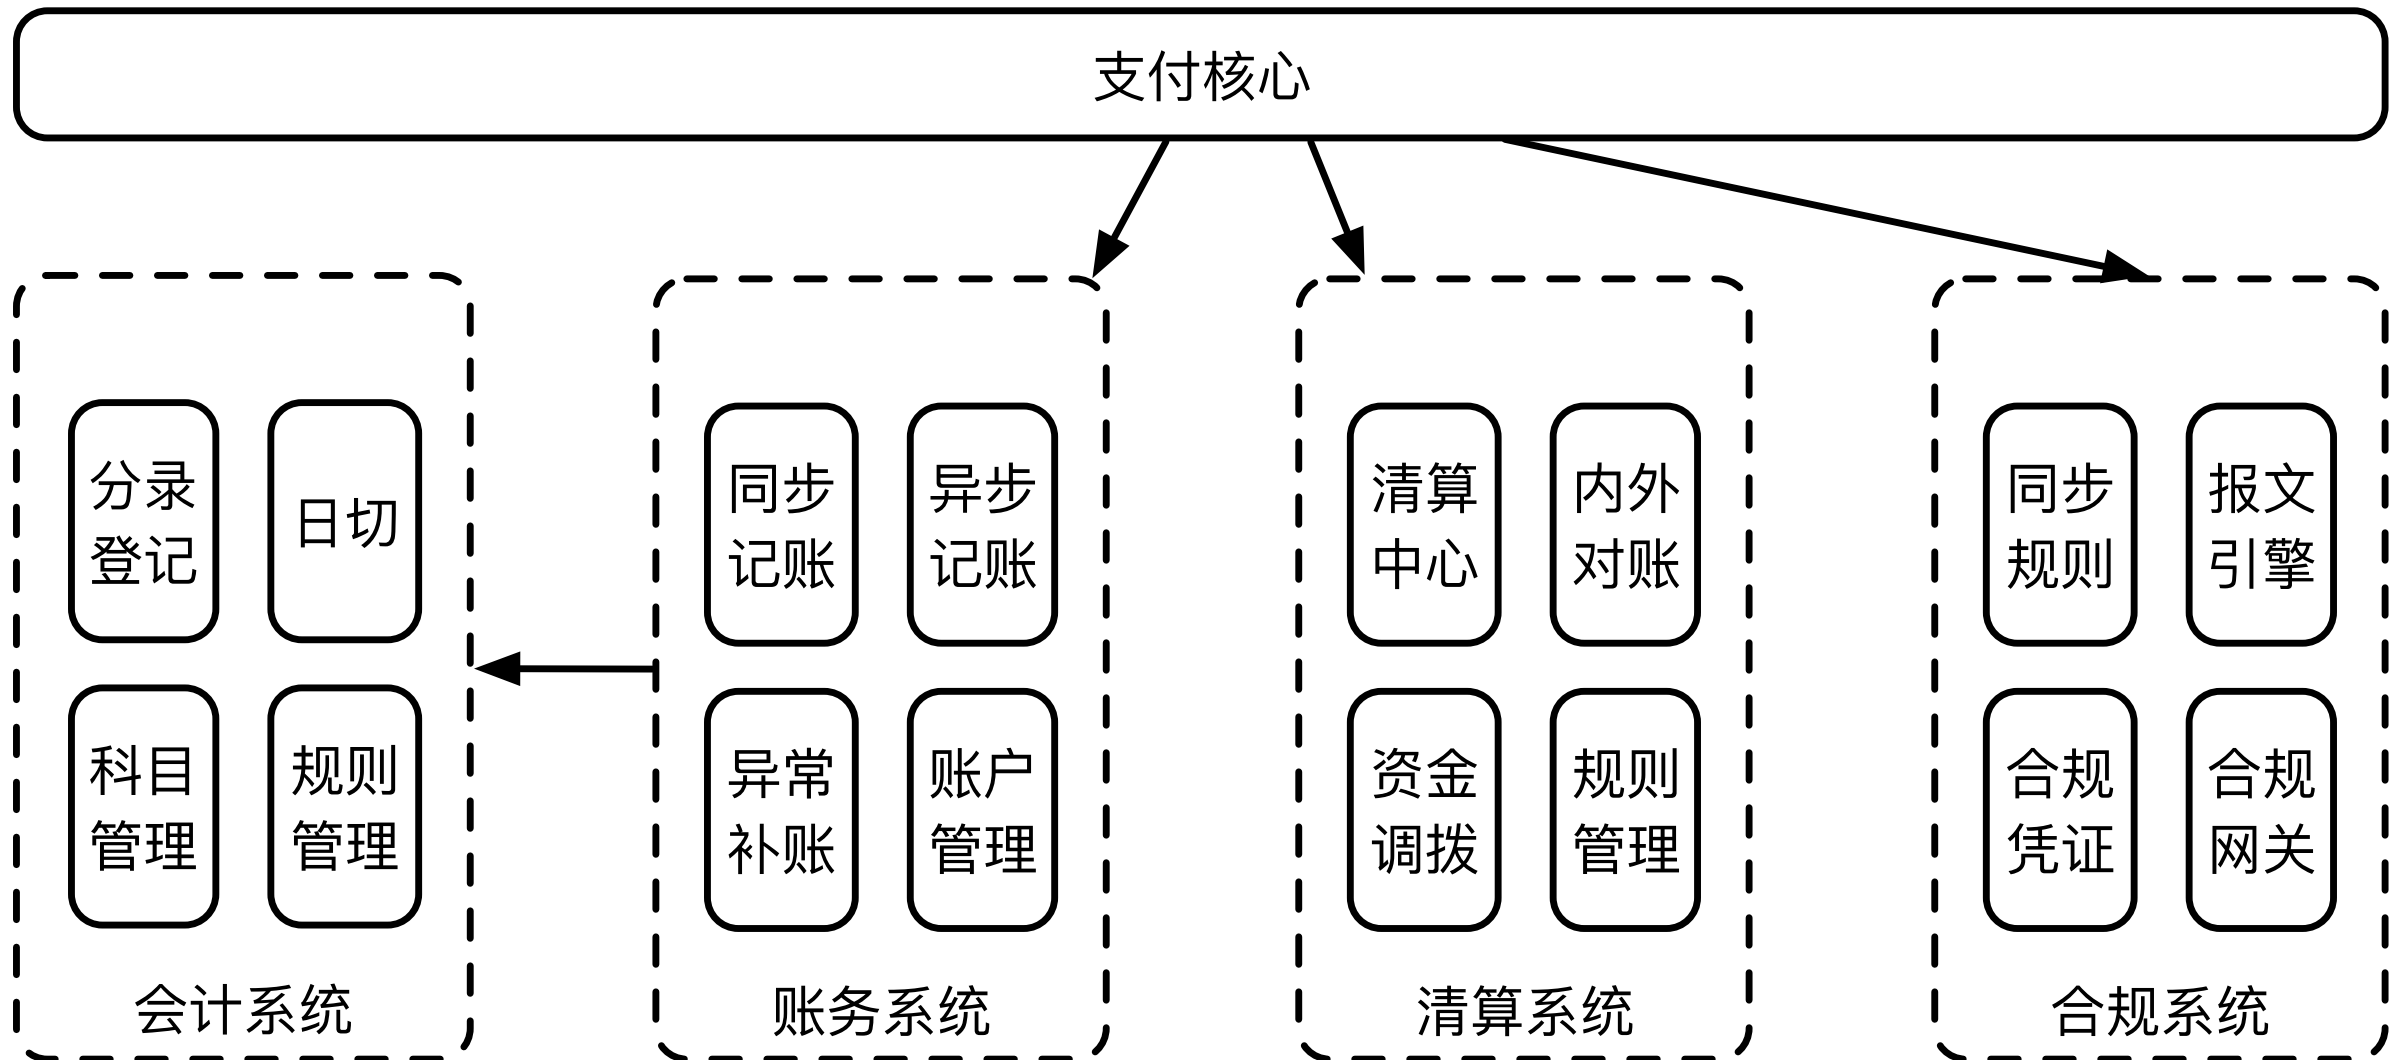 支付核心
分录
登记
日切
科目
管理
规则
管理
会计系统
同步
记账
异步
记账
异常
补账
账户
管理
账务系统
清算
中心
内外
对账
资金
调拨
规则
管理
清算系统
同步
规则
报文
引擎
合规
凭证
合规
网关
合规系统